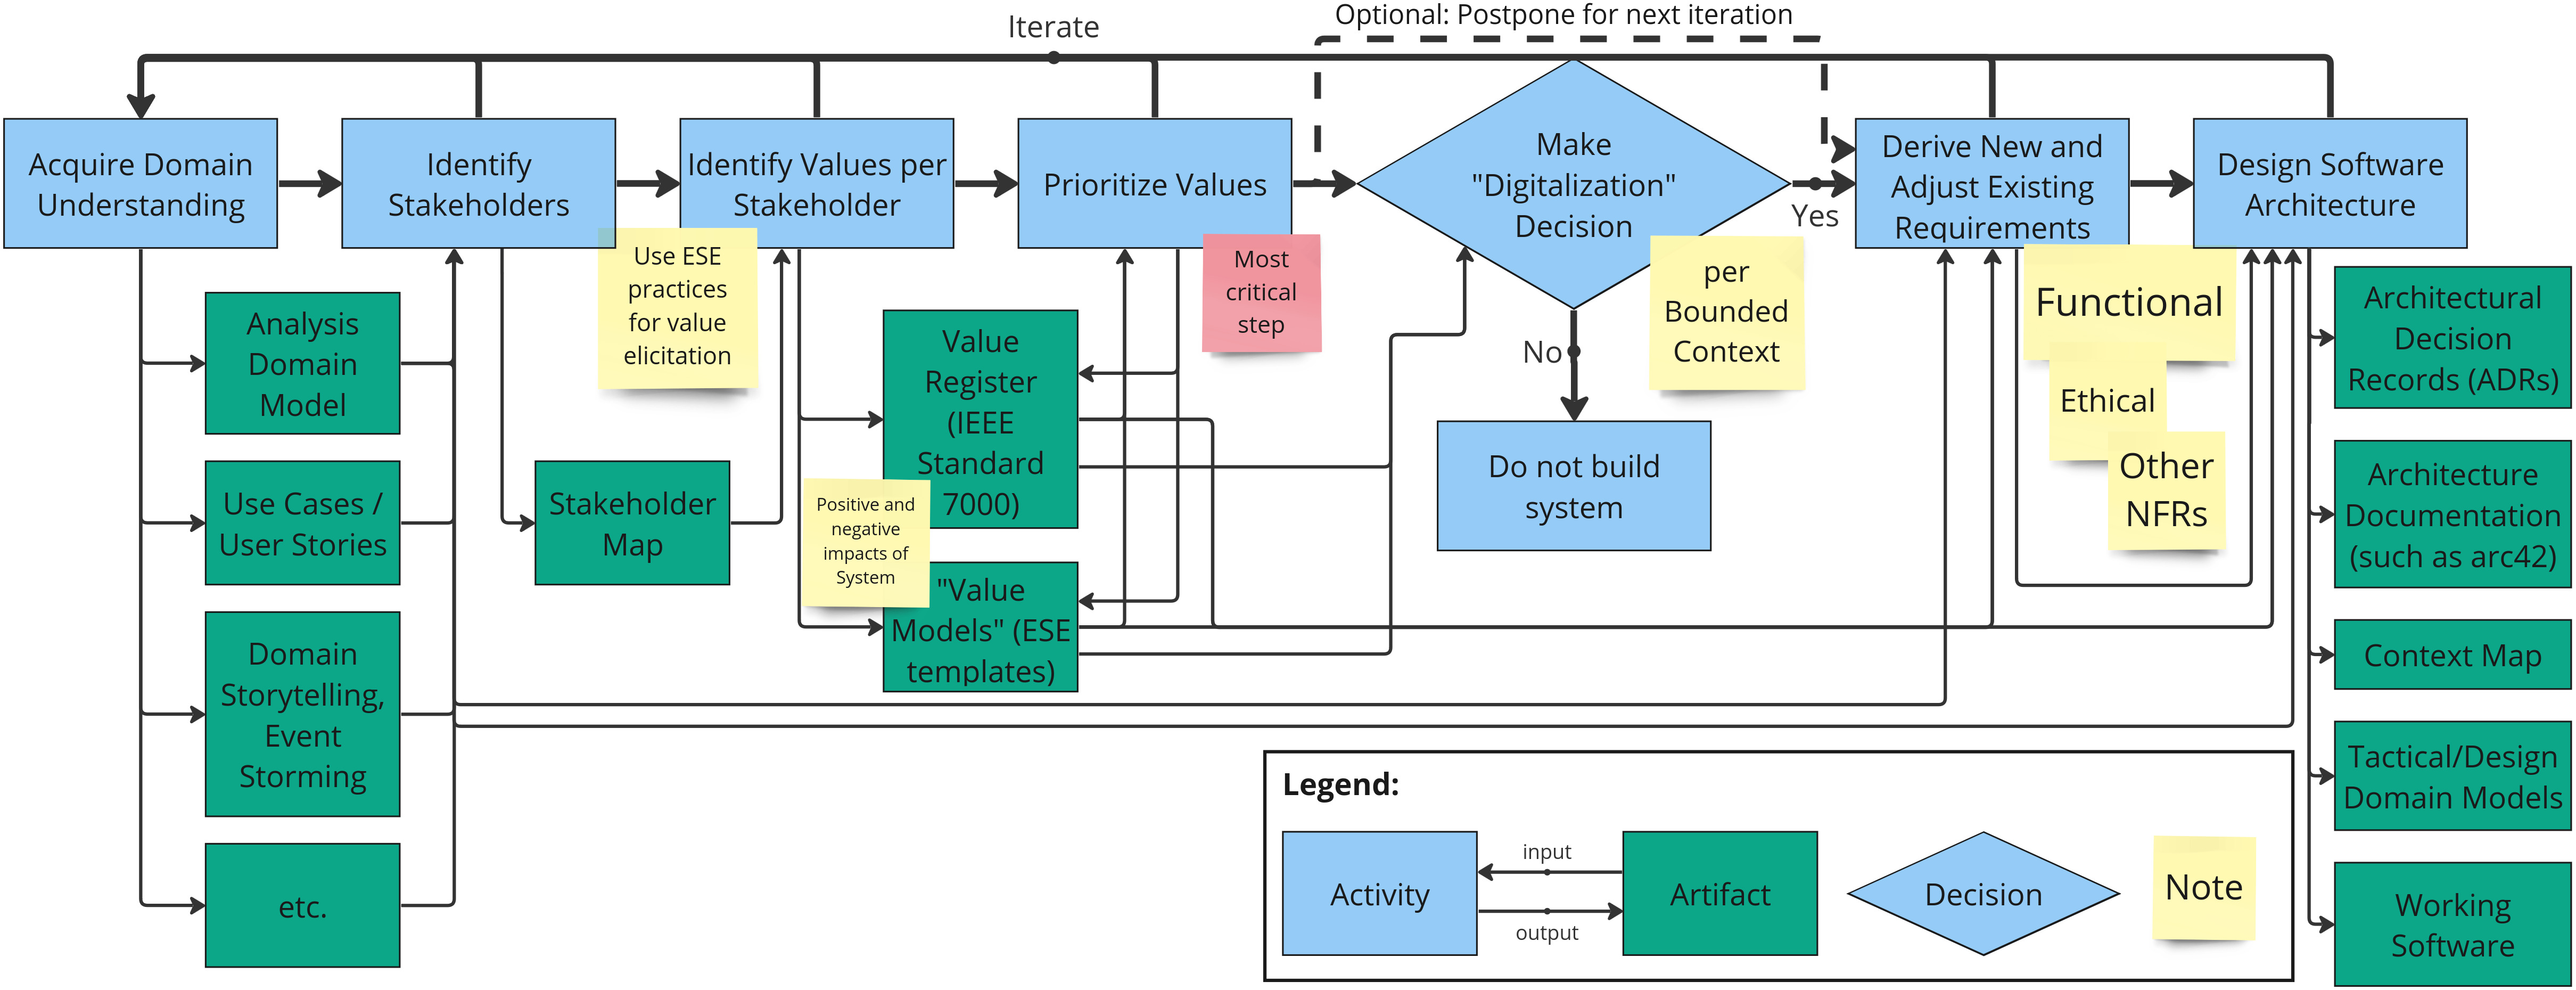 Optional: Postpone for next iteration
Iterate
Acquire Domain
Understanding
Identify
Stakeholders
Identify Values per
Stakeholder
Prioritize Values
Make
"Digitalization"
Decision
Yes
Derive New and
Adjust Existing
Requirements
Design Software
Architecture
Use ESE
practices
for value
elicitation
Most
critical
step
per
Bounded
Context
No
Do not build
system
Functional
Ethical
Other
NFRs
Analysis
Domain
Model
Use Cases /
User Stories
Domain
Storytelling,
Event
Storming
etc.
Stakeholder
Map
Value
Register
(IEEE
Standard
7000)
Positive and
negative
impacts of
System
"Value
Models" (ESE
templates)
Architectural
Decision
Records (ADRs)
Architecture
Documentation
(such as arc42)
Context Map
Tactical/Design
Domain Models
Working
Software
Legend:
Activity
input
output
Artifact
Decision
Note